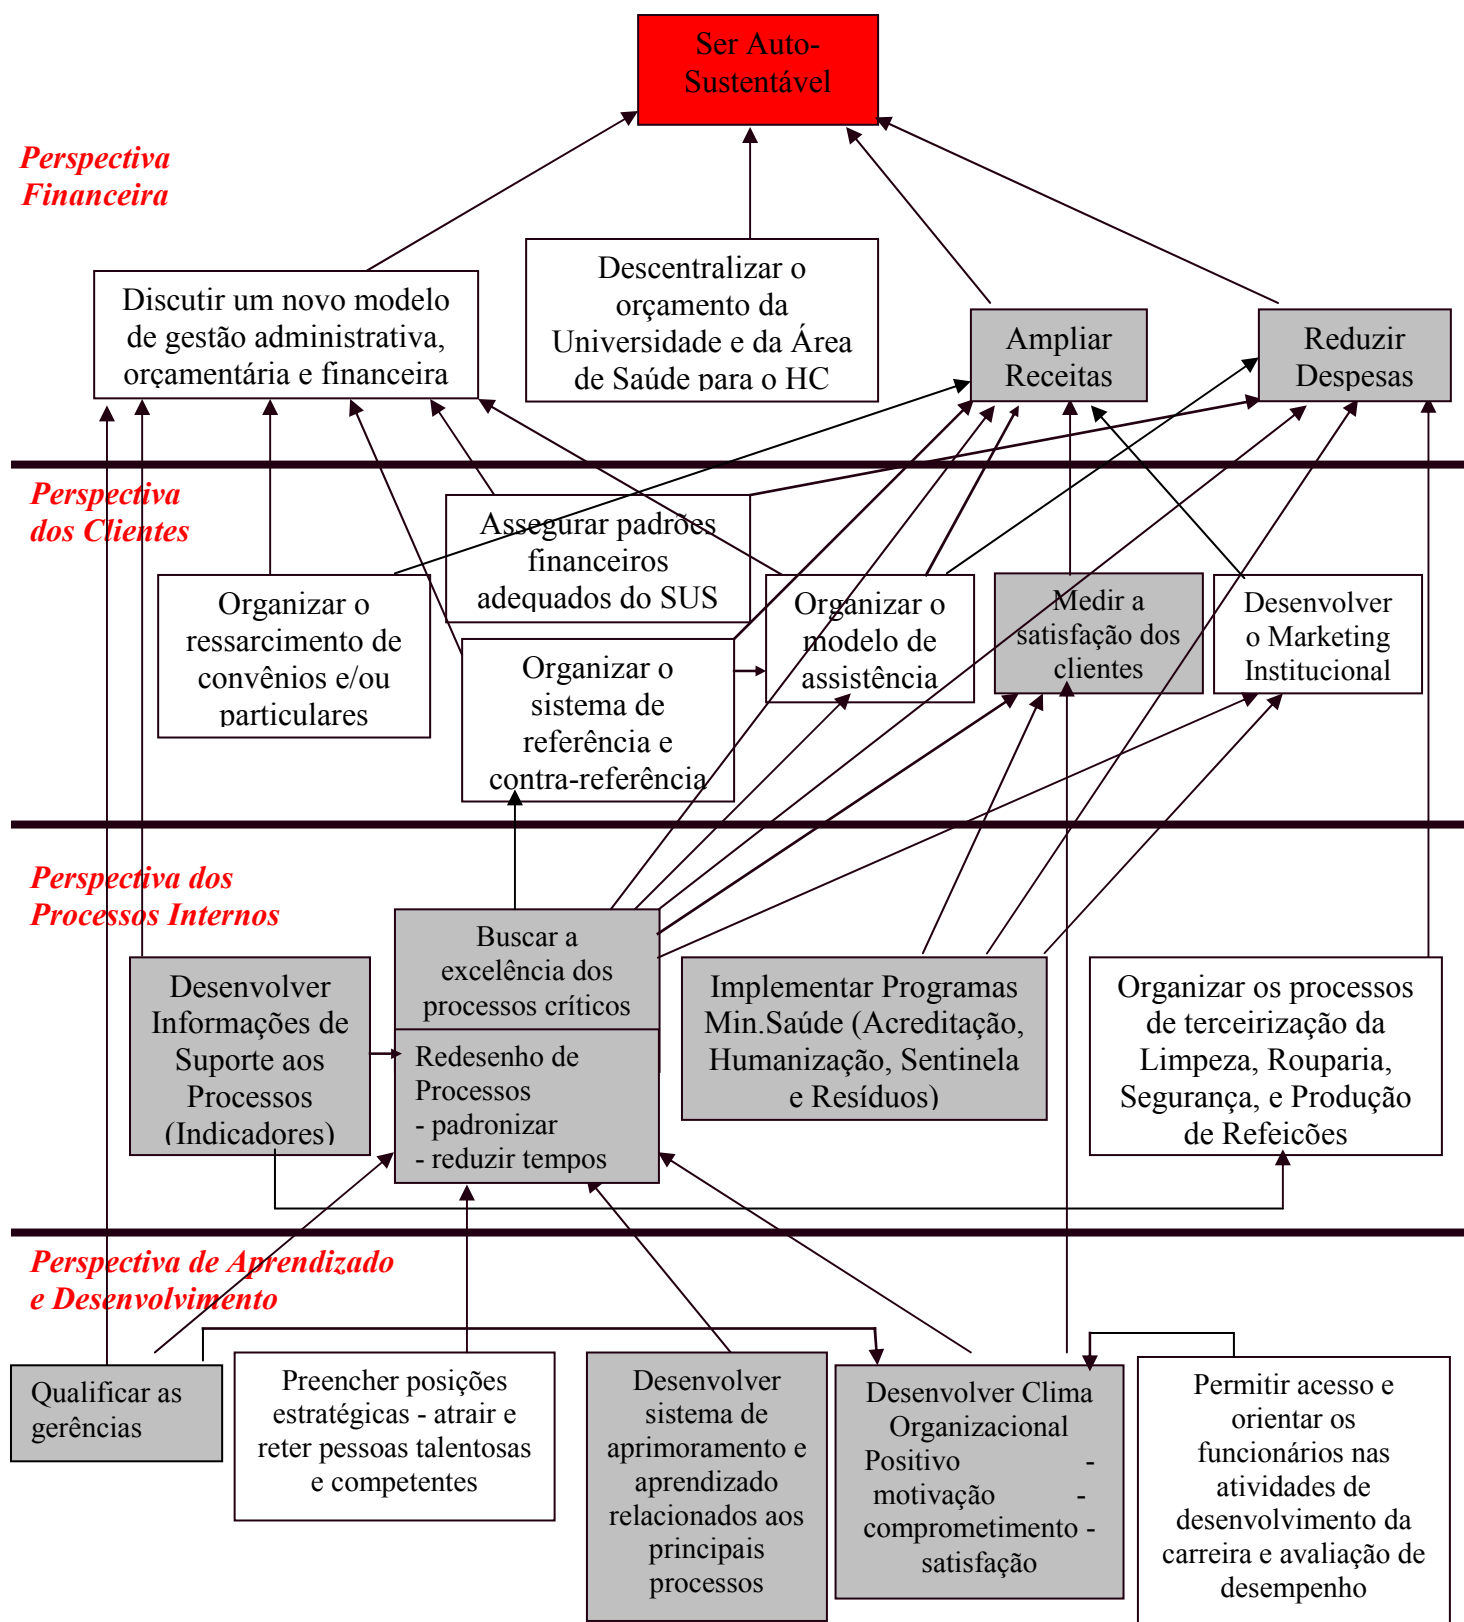 Ser Auto-
Sustentável
Perspectiva
Financeira
Discutir um novo modelo
de gestão administrativa,
orçamentária e financeira
Descentralizar o
orçamento da
Universidade e da Área
de Saúde para o HC
Ampliar
Receitas
Reduzir
Despesas
Perspectiva
dos Clientes
Organizar o
ressarcimento de
convênios e/ou
particulares
Assegurar padrões
financeiros
adequados do SUS
Organizar o
sistema de
referência e
contra-referência
Organizar o
modelo de
assistência
Medir a
satisfação dos
clientes
Desenvolver
o Marketing
Institucional
Perspectiva dos
Processos Internos
Desenvolver
Informações de
Suporte aos
Processos
(Indicadores)
Buscar a
excelência dos
processos críticos
Redesenho de
Processos
- padronizar
- reduzir tempos
Implementar Programas
Min.Saúde (Acreditação,
Humanização, Sentinela
e Resíduos)
Organizar os processos
de terceirização da
Limpeza, Rouparia,
Segurança, e Produção
de Refeições
Perspectiva de Aprendizado
e Desenvolvimento
Qualificar as
gerências
Preencher posições
estratégicas - atrair e
reter pessoas talentosas
e competentes
Desenvolver
sistema de
aprimoramento e
aprendizado
relacionados aos
principais
processos
Desenvolver Clima
Organizacional
Positivo -
motivação -
comprometimento -
satisfação
Permitir acesso e
orientar os
funcionários nas
atividades de
desenvolvimento da
carreira e avaliação de
desempenho